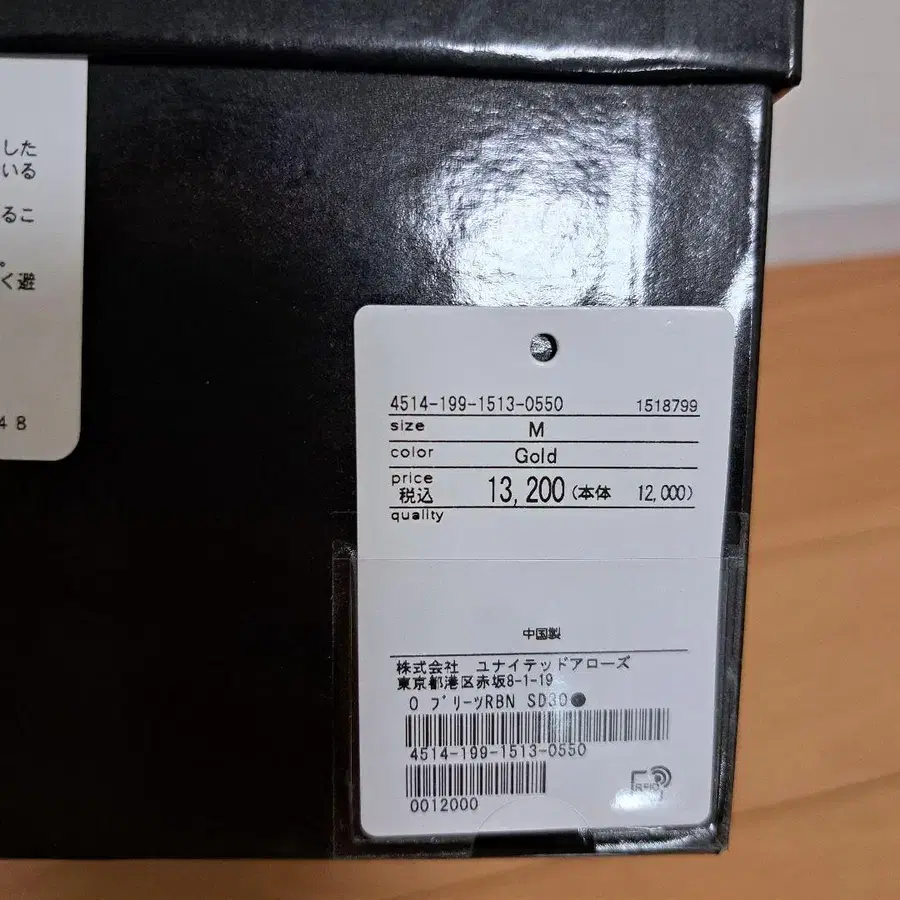 した
いる
るこ
。
く避
48
4514-199-1513-0550 1518799
size M
color Gold
price
税込 13,200 (本体 12,000)
quality
中国製
株式会社 ユナイテッドアローズ
東京都港区赤坂8-1-19
O プリーツRBN SD30●
4514-199-1513-0550
0012000
RFID